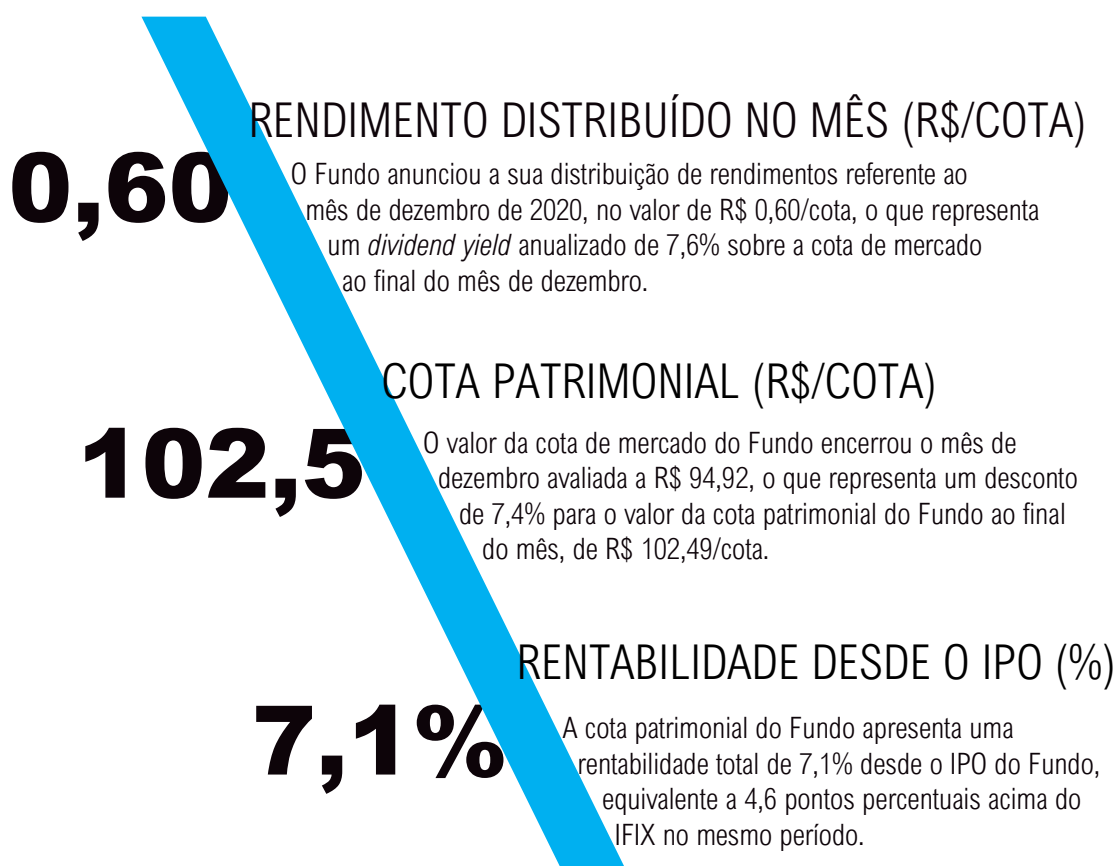 RENDIMENTO DISTRIBUÍDO NO MÊS (R$/COTA)
0,60
O Fundo anunciou a sua distribuição de rendimentos referente ao
mês de dezembro de 2020, no valor de R$ 0,60/cota, o que representa
um dividend yield anualizado de 7,6% sobre a cota de mercado
ao final do mês de dezembro.
COTA PATRIMONIAL (R$/COTA)
102,5
O valor da cota de mercado do Fundo encerrou o mês de
dezembro avaliada a R$ 94,92, o que representa um desconto
de 7,4% para o valor da cota patrimonial do Fundo ao final
do mês, de R$ 102,49/cota.
RENTABILIDADE DESDE O IPO (%)
7,1%
A cota patrimonial do Fundo apresenta uma
rentabilidade total de 7,1% desde o IPO do Fundo,
equivalente a 4,6 pontos percentuais acima do
IFIX no mesmo período.